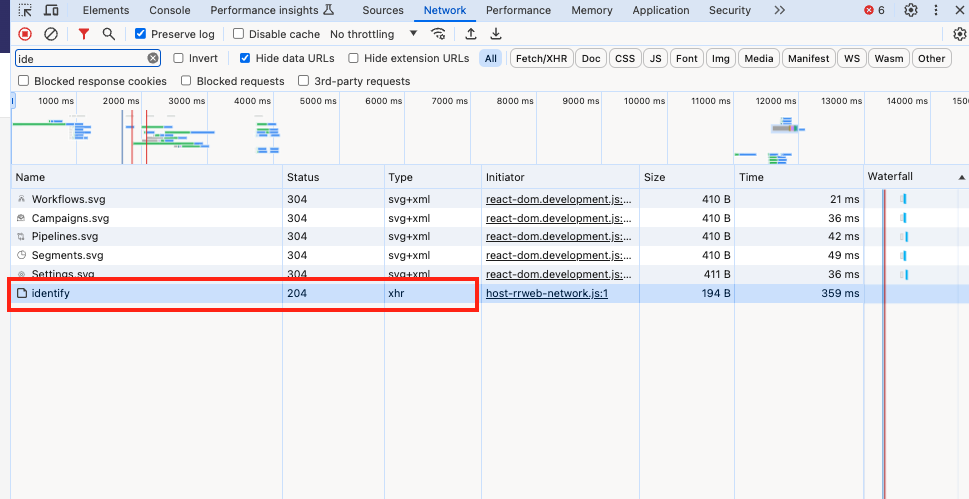 Elements Console Performance insights Sources Network Performance Memory Application Security 6
Preserve log Disable cache No throttling
ide Invert Hide data URLs Hide extension URLs All Fetch/XHR Doc CSS JS Font Img Media Manifest WS Wasm Other
Blocked response cookies Blocked requests 3rd-party requests
1000 ms 2000 ms 3000 ms 4000 ms 5000 ms 6000 ms 7000 ms 8000 ms 9000 ms 10000 ms 11000 ms 12000 ms 13000 ms 14000 ms 1500
Name Status Type Initiator Size Time Waterfall
Workflows.svg 304 svg+xml react-dom.development.js:... 410 B 21 ms
Campaigns.svg 304 svg+xml react-dom.development.js:... 410 B 36 ms
Pipelines.svg 304 svg+xml react-dom.development.js:... 410 B 42 ms
Segments.svg 304 svg+xml react-dom.development.js:... 410 B 49 ms
Settings.svg 304 svg+xml react-dom.development.js:... 411 B 36 ms
identify 204 xhr host-rrweb-network.js:1 194 B 359 ms